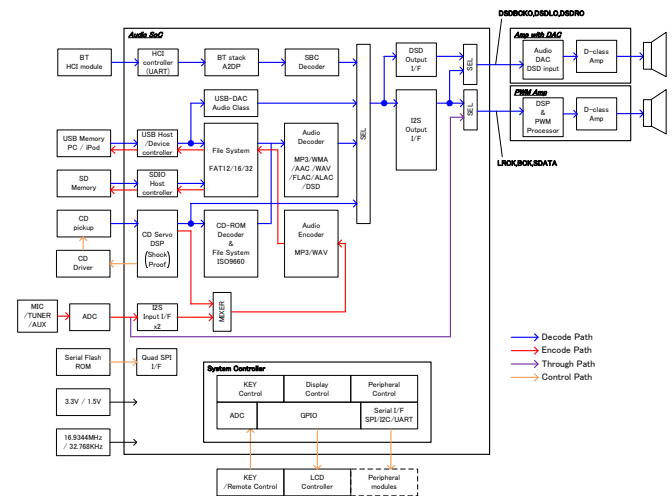 DSDBCKO,DSDLO,DSDRO
Audio SoC
Amp with DAC
BT
HCI module
HCI
controller
(UART)
BT stack
A2DP
SBC
Decoder
SEL
DSD
Output
I/F
SEL
Audio
DAC
DSD input
D-class
Amp
USB-DAC
Audio Class
I2S
Output
I/F
SEL
PWM Amp
DSP
&
PWM
Processor
D-class
Amp
LRCK,BCK,SDATA
USB Memory
PC / iPod
USB Host
/Device
controller
File System
FAT12/16/32
Audio
Decoder
MP3/WMA
/AAC /WAV
/FLAC/ALAC
/DSD
SD
Memory
SDIO
Host
controller
CD
pickup
CD Servo
DSP
(Shock
Proof)
CD-ROM
Decoder
&
File System
ISO9660
Audio
Encoder
MP3/WAV
CD
Driver
MIC
/TUNER
/AUX
ADC
I2S
Input I/F
x2
MIXER
Decode Path
Encode Path
Through Path
Control Path
Serial Flash
ROM
Quad SPI
I/F
System Controller
KEY
Control
Display
Control
Peripheral
Control
ADC
GPIO
Serial I/F
SPI/I2C/UART
3.3V / 1.5V
16.9344MHz
/ 32.768KHz
KEY
/Remote Control
LCD
Controller
Peripheral
modules